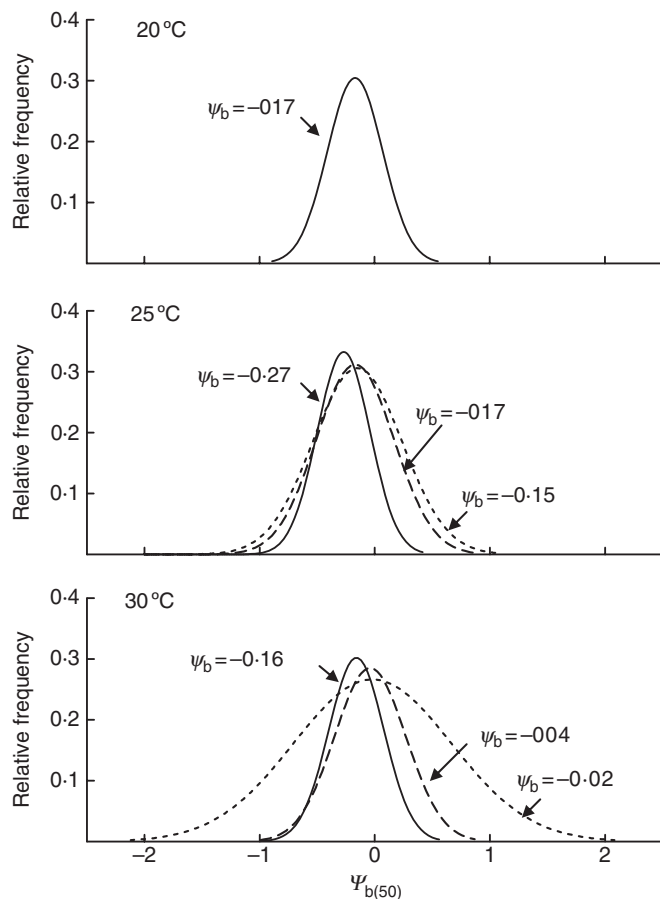 20 °C
0·4
0·3
0·2
0·1
Relative frequency
ψb=−017
25 °C
0·4
0·3
0·2
0·1
Relative frequency
ψb=−0·27
ψb=−017
ψb=−0·15
30 °C
0·4
0·3
0·2
0·1
Relative frequency
ψb=−0·16
ψb=−004
ψb=−0·02
−2 −1 0 1 2
Ψb(50)